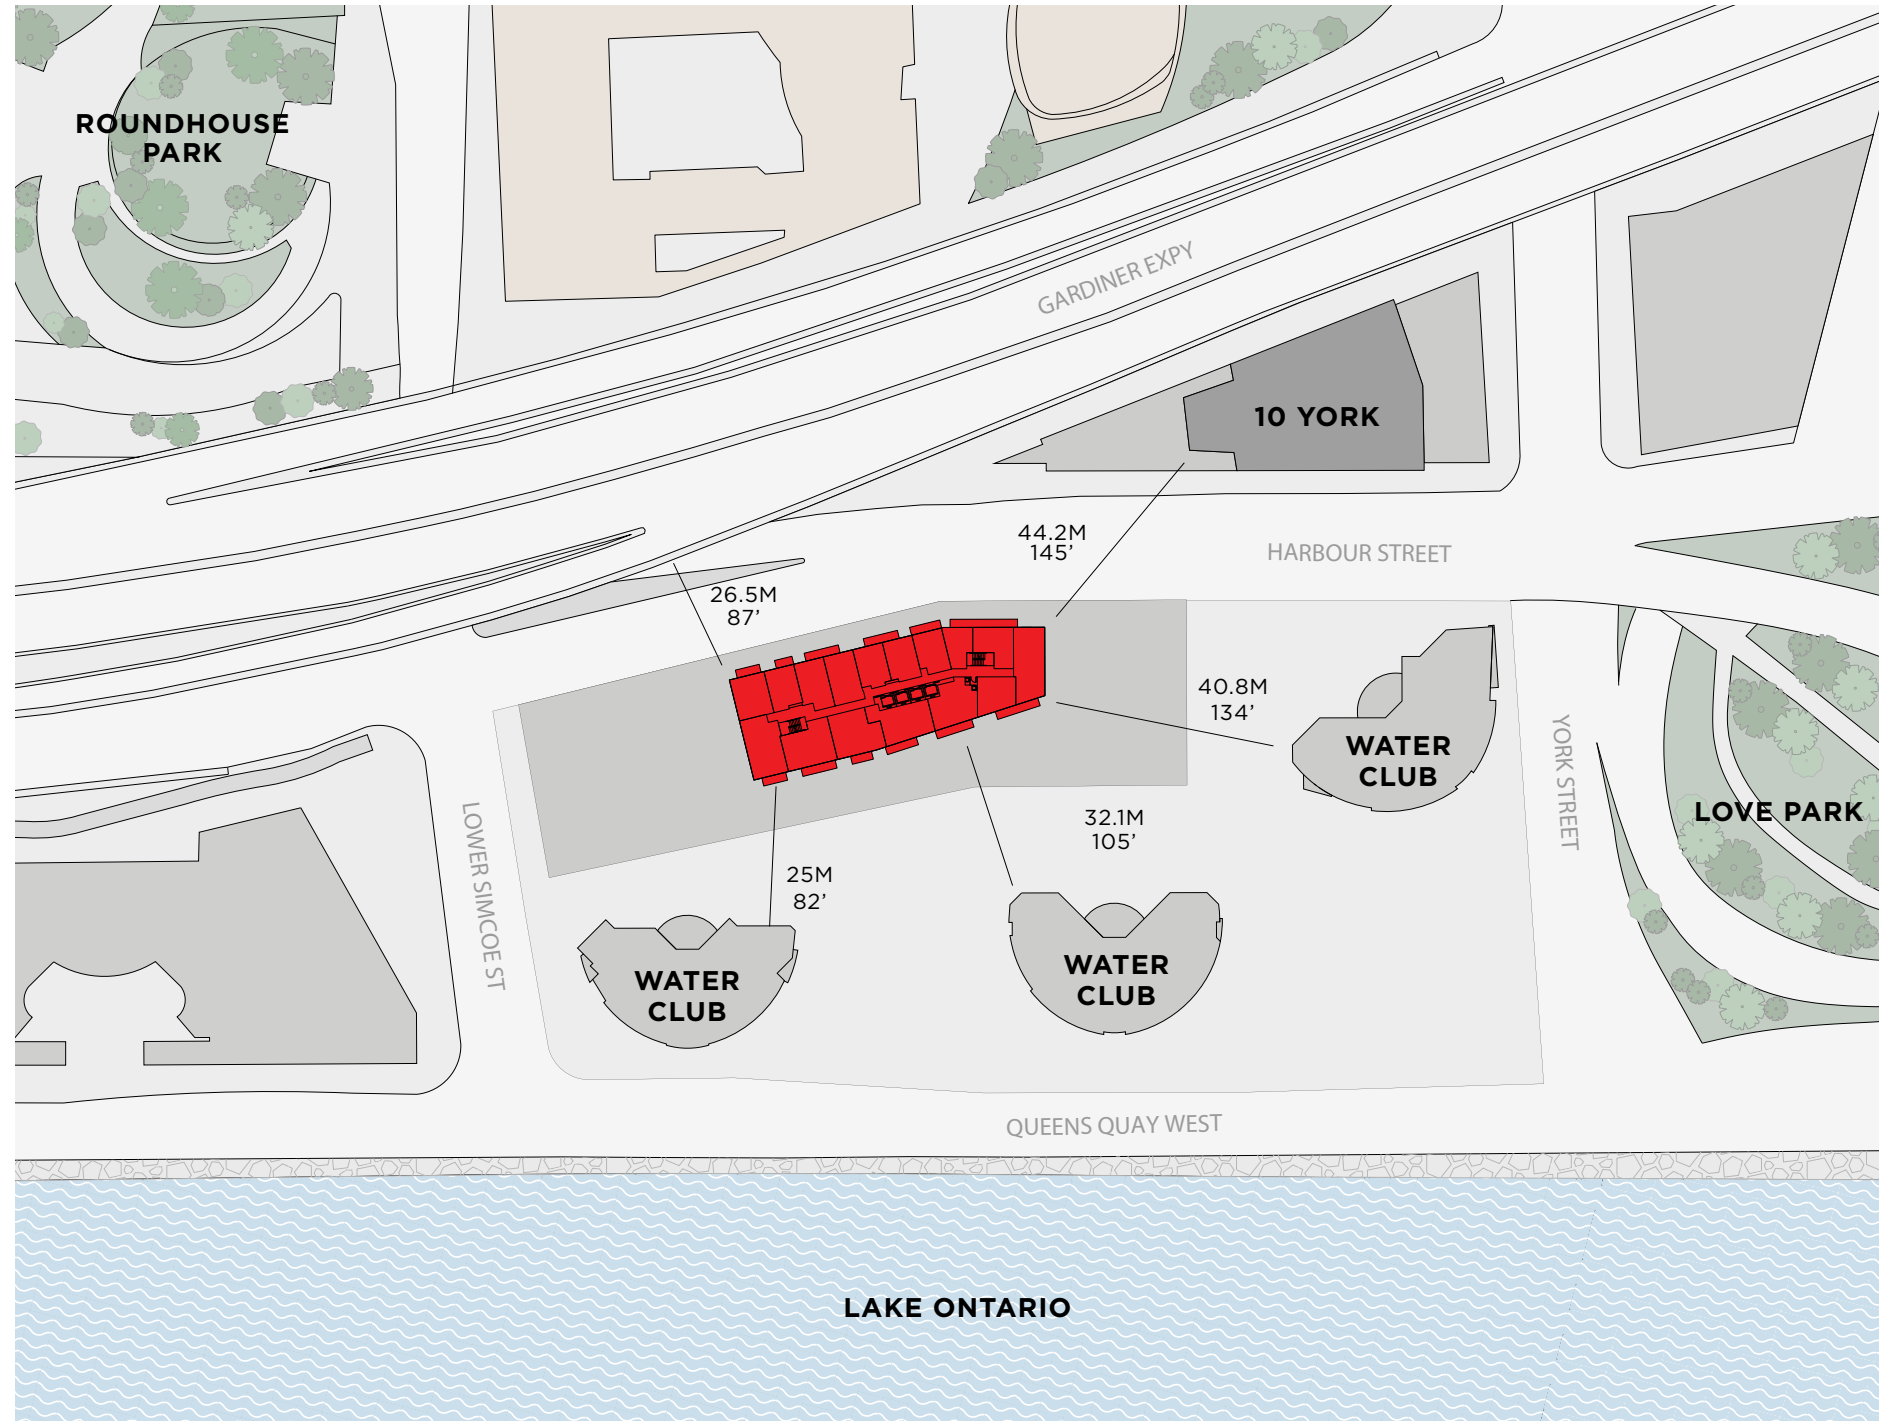 ROUNDHOUSE
PARK
GARDINER EXPY
10 YORK
44.2M
145’
HARBOUR STREET
26.5M
87’
40.8M
134’
WATER
CLUB
YORK STREET
LOVE PARK
LOWER SIMCOE ST
32.1M
105’
25M
82’
WATER
CLUB
WATER
CLUB
QUEENS QUAY WEST
LAKE ONTARIO